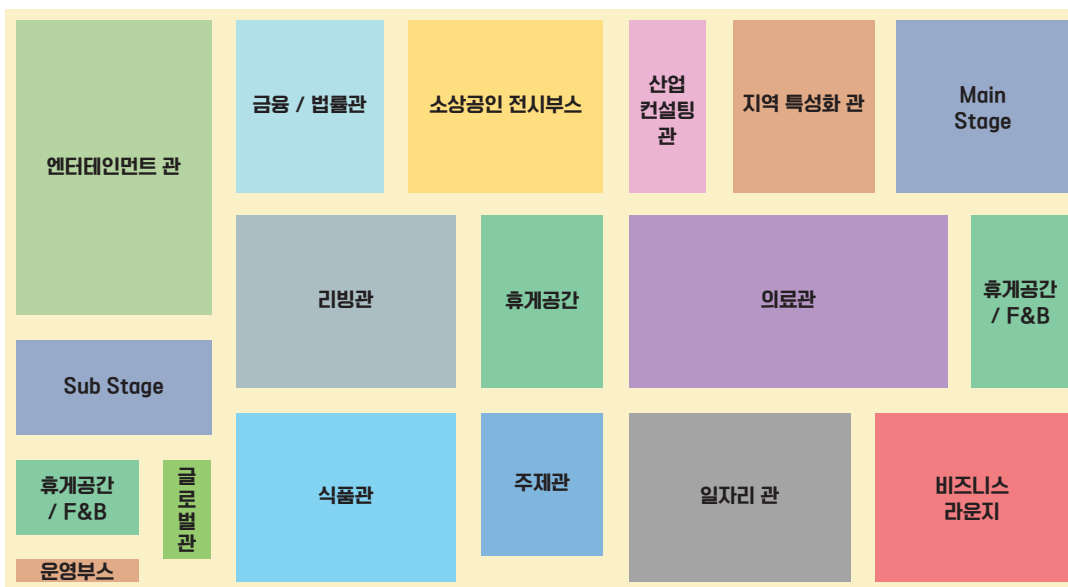 엔터테인먼트 관
금융 / 법률관
소상공인 전시부스
산업
컨설팅
관
지역 특성화 관
Main
Stage
리빙관
휴게공간
의료관
휴게공간
/ F&B
Sub Stage
휴게공간
/ F&B
글
로
벌
관
운영부스
식품관
주제관
일자리 관
비즈니스
라운지